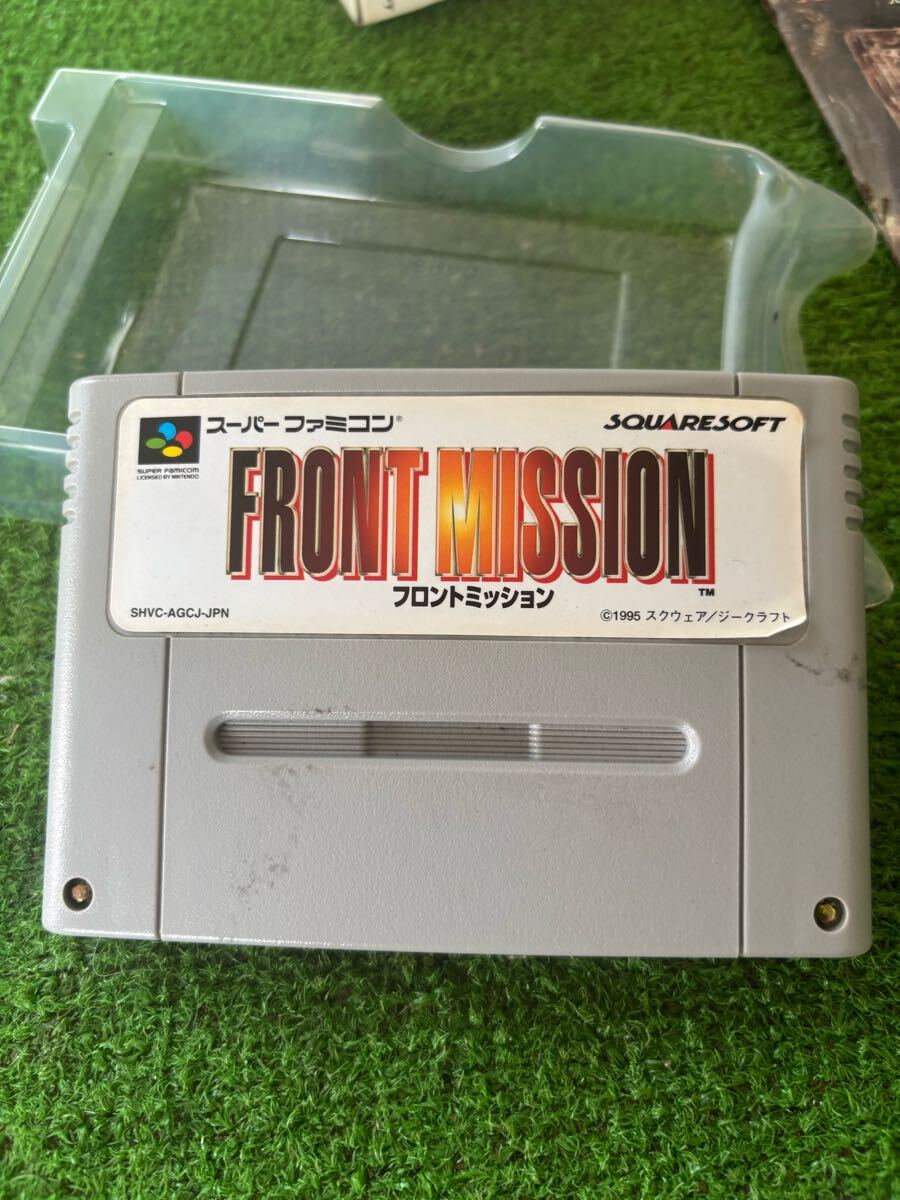 スーパーファミコン®
SQUARESOFT
SUPER FAMICOM
LICENSED BY NINTENDO
FRONT MISSION
TM
フロントミッション
SHVC-AGCJ-JPN
©1995 スクウェア/ジークラフト